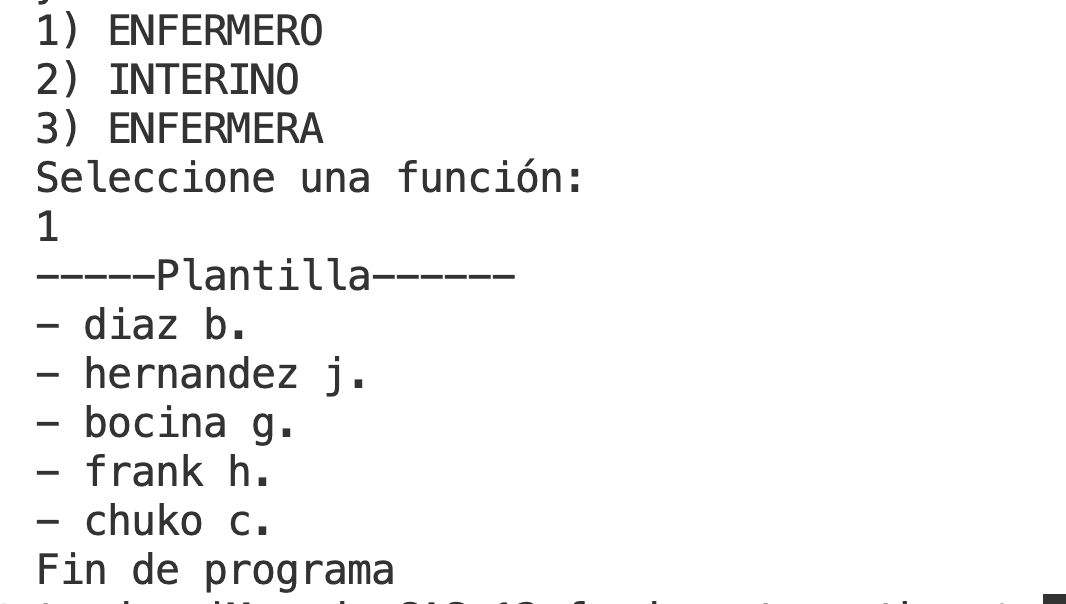 1) ENFERMERO
2) INTERINO
3) ENFERMERA
Seleccione una función:
1
-----Plantilla------
- diaz b.
- hernandez j.
- bocina g.
- frank h.
- chuko c.
Fin de programa